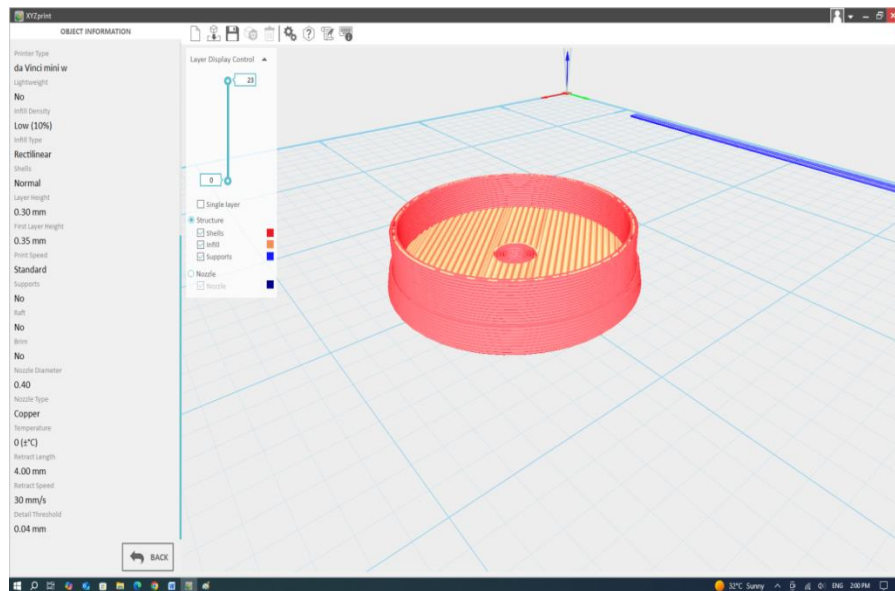 XYZprint
OBJECT INFORMATION
Printer Type
da Vinci mini w
Lightweight
No
Infill Density
Low (10%)
Infill Type
Rectilinear
Shells
Normal
Layer Height
0.30 mm
First Layer Height
0.35 mm
Print Speed
Standard
Supports
No
Raft
No
Brim
No
Nozzle Diameter
0.40
Nozzle Type
Copper
Temperature
0 (±°C)
Retract Length
4.00 mm
Retract Speed
30 mm/s
Detail Threshold
0.04 mm
BACK
Layer Display Control
23
0
Single layer
Structure
Shells
Infill
Supports
Nozzle
Nozzle
32°C Sunny
ENG
2:00 PM